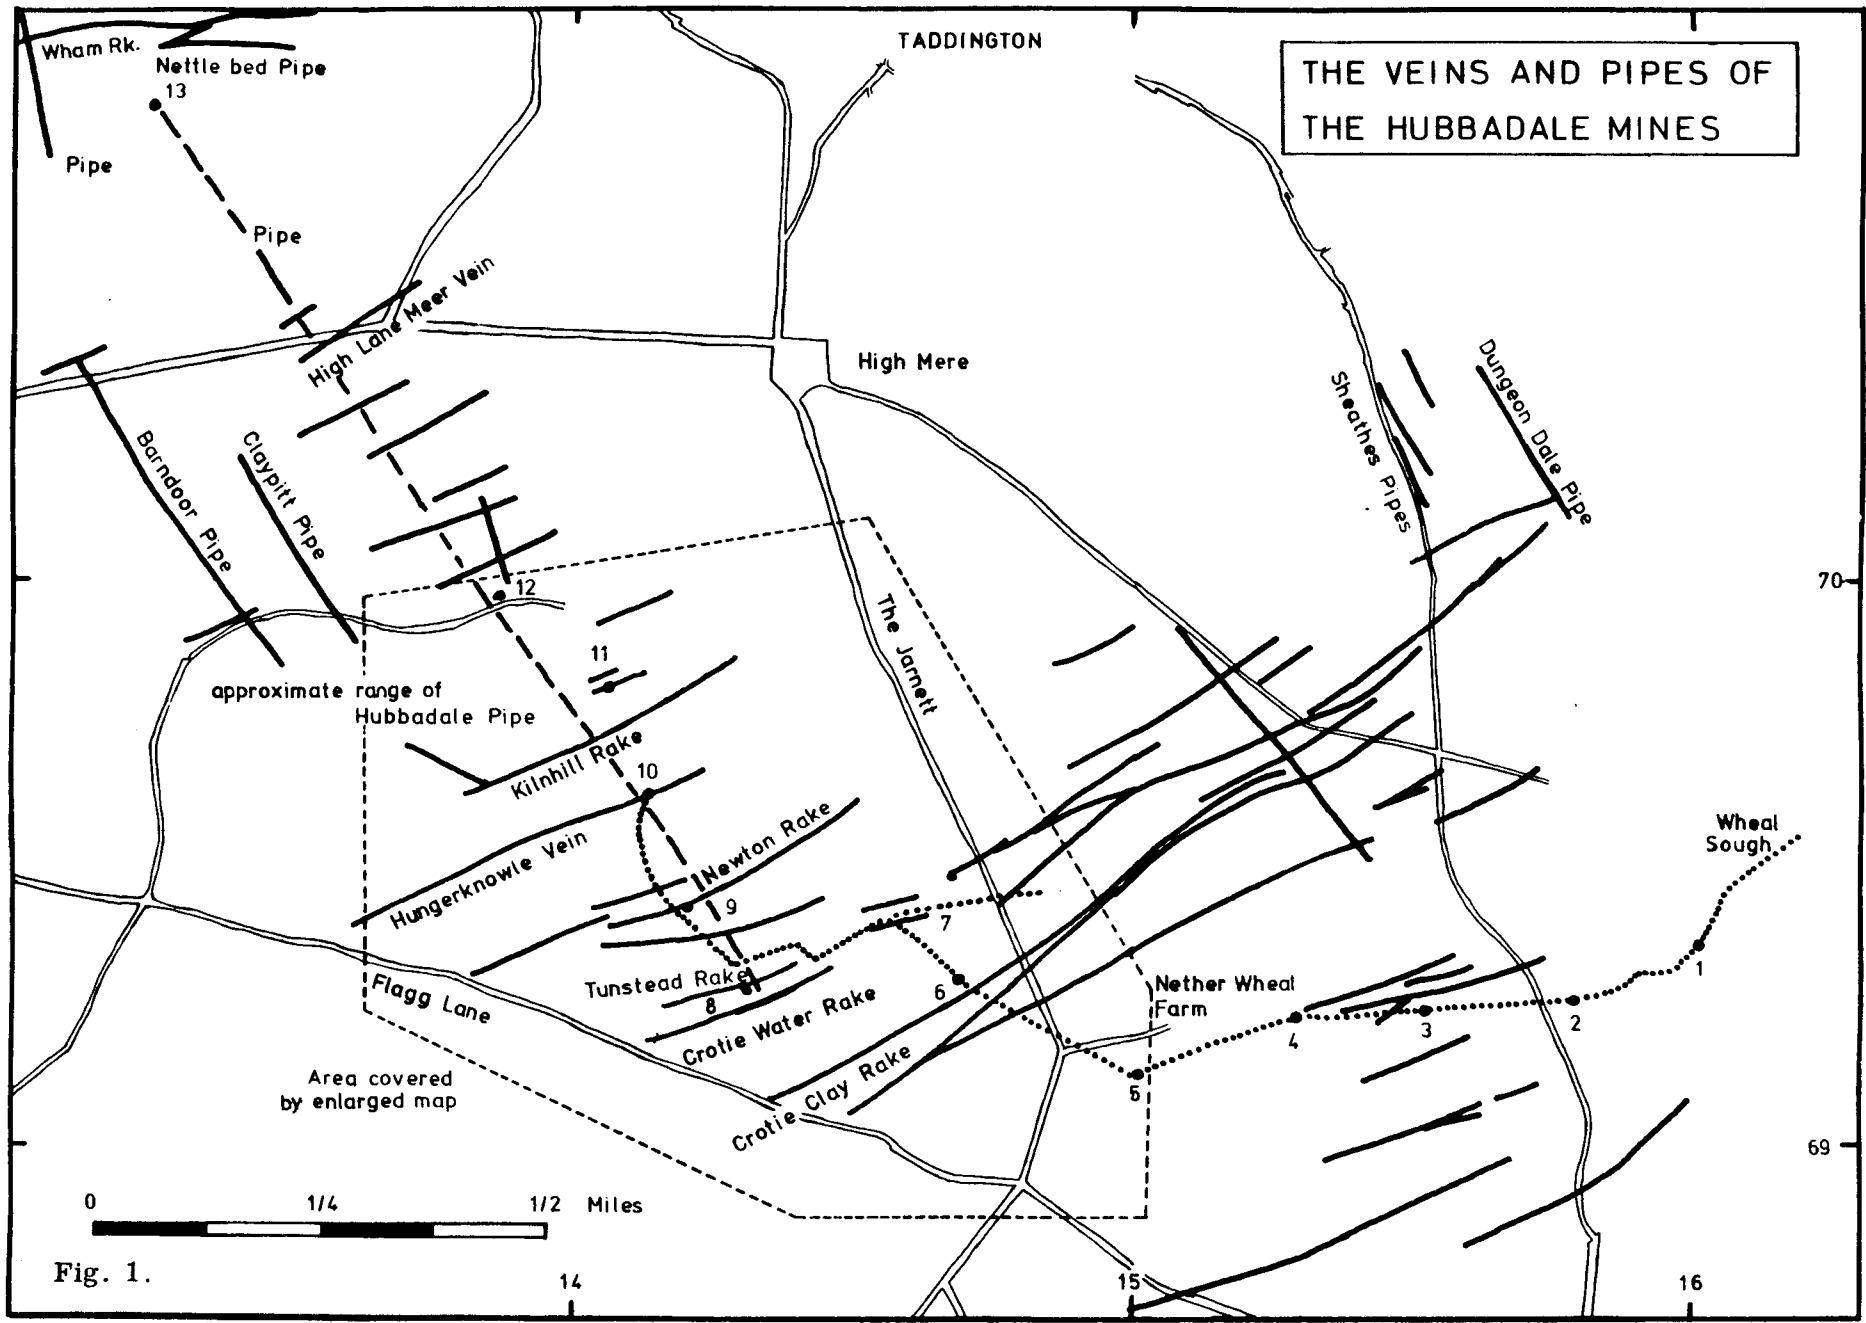 TADDINGTON
THE VEINS AND PIPES OF
THE HUBBADALE MINES
Wham Rk.
Nettle bed Pipe
13
Pipe
Pipe
High Lane Meer Vein
High Mere
Dungeon Dale Pipe
Sheathes Pipes
Barndoor Pipe
Claypitt Pipe
12
70
The Jarnett
11
approximate range of
Hubbadale Pipe
Kilnhill Rake
10
Hungerknowle Vein
Newton Rake
9
7
Wheal
Sough
Tunstead Rake
8
6
Flagg Lane
Crotie Water Rake
Nether Wheal
Farm
1
2
3
4
5
Crotie Clay Rake
Area covered
by enlarged map
69
0 1/4 1/2 Miles
Fig. 1.
14
15
16